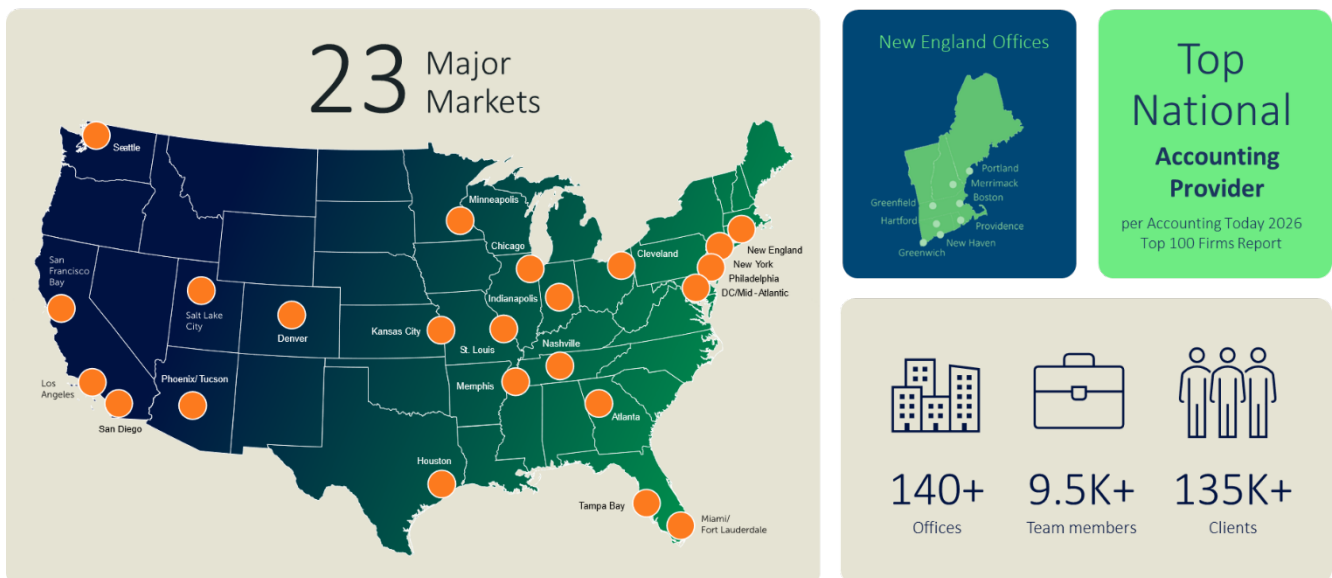 23 Major
Markets
Seattle
Minneapolis
Chicago
Cleveland
New England
New York
Philadelphia
DC/Mid-Atlantic
San Francisco
Bay
Salt Lake
City
Denver
Kansas City
Indianapolis
St. Louis
Nashville
Memphis
Atlanta
Los
Angeles
San Diego
Phoenix/Tucson
Houston
Tampa Bay
Miami/
Fort Lauderdale
New England Offices
Portland
Merrimack
Boston
Greenfield
Hartford
Providence
New Haven
Greenwich
Top
National
Accounting
Provider
per Accounting Today 2026
Top 100 Firms Report
140+
Offices
9.5K+
Team members
135K+
Clients